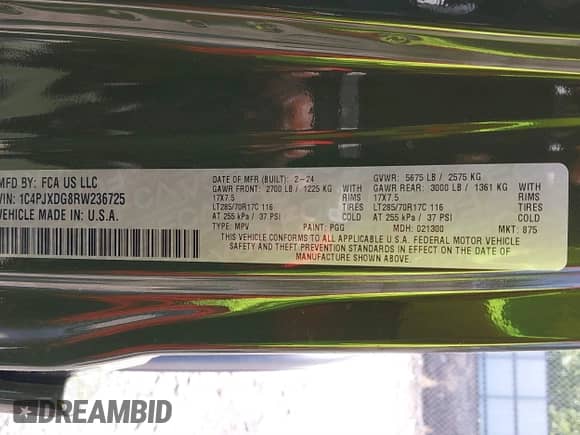 MFD BY: FCA US LLC
VIN: 1C4PJXDG8RW236725
VEHICLE MADE IN: U.S.A.
DATE OF MFR (BUILT): 2-24 GVWR: 5675 LB / 2575 KG
GAWR FRONT: 2700 LB / 1225 KG WITH GAWR REAR: 3000 LB / 1361 KG WITH
17X7.5 RIMS 17X7.5 RIMS
LT285/70R17C 116 TIRES LT285/70R17C 116 TIRES
AT 255 kPa / 37 PSI AT 255 kPa / 37 PSI
TYPE: MPV PAINT: PGG MDH: 021300 MKT: 875
THIS VEHICLE CONFORMS TO ALL APPLICABLE U.S.A. FEDERAL MOTOR VEHICLE
SAFETY AND THEFT PREVENTION STANDARDS IN EFFECT ON THE DATE OF
MANUFACTURE SHOWN ABOVE.
DREAMBID